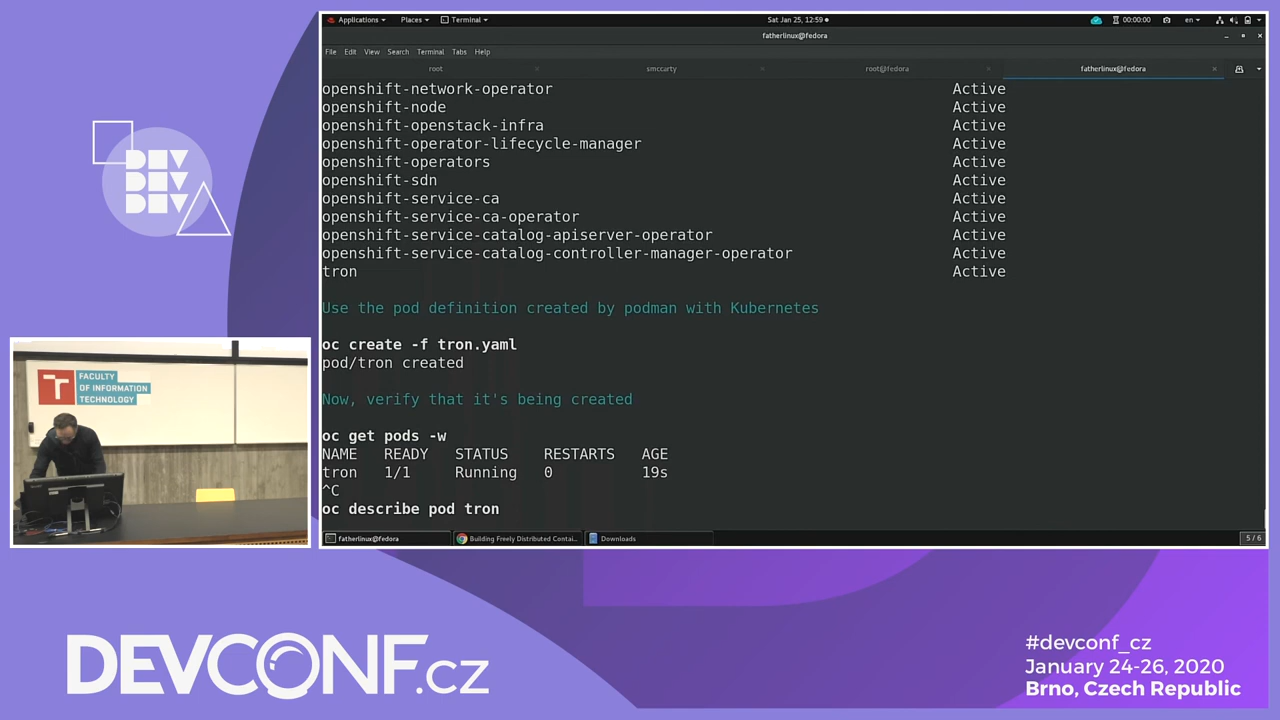 DEV
DEV
DEV
Applications
Places
Terminal
Sat Jan 25, 12:59
00:00:00
en
fatherlinux@fedora
File Edit View Search Terminal Tabs Help
root
smccarty
root@fedora
fatherlinux@fedora
openshift-network-operator Active
openshift-node Active
openshift-openstack-infra Active
openshift-operator-lifecycle-manager Active
openshift-operators Active
openshift-sdn Active
openshift-service-ca Active
openshift-service-ca-operator Active
openshift-service-catalog-apiserver-operator Active
openshift-service-catalog-controller-manager-operator Active
tron Active
Use the pod definition created by podman with Kubernetes
oc create -f tron.yaml
pod/tron created
Now, verify that it's being created
oc get pods -w
NAME READY STATUS RESTARTS AGE
tron 1/1 Running 0 19s
^C
oc describe pod tron
fatherlinux@fedora
Building Freely Distributed Contai...
Downloads
5 / 6
T
FACULTY
OF INFORMATION
TECHNOLOGY
DEVCONF.cz
#devconf_cz
January 24-26, 2020
Brno, Czech Republic